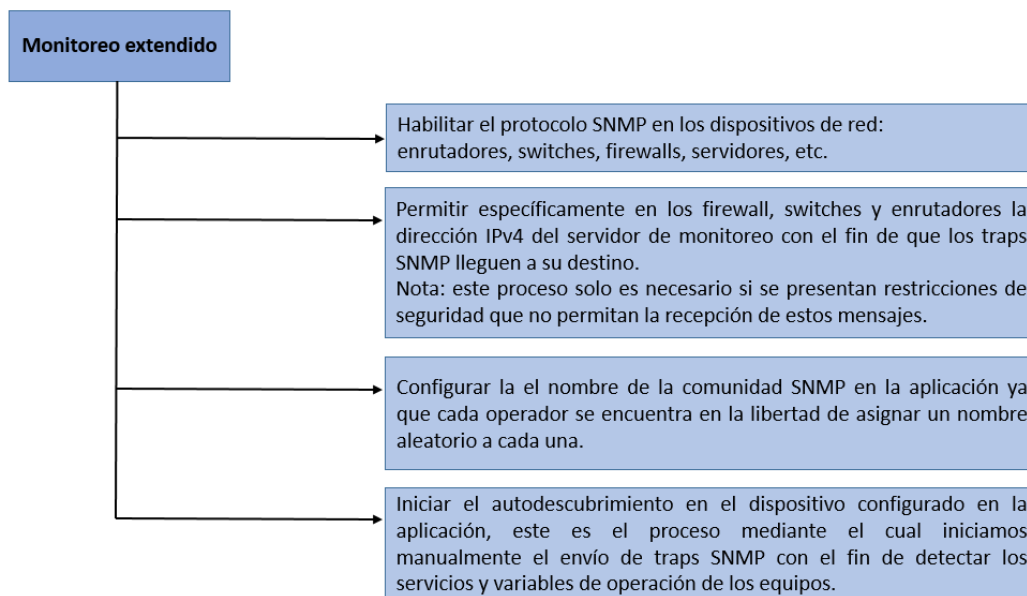 Monitoreo extendido
Habilitar el protocolo SNMP en los dispositivos de red:
enrutadores, switches, firewalls, servidores, etc.
Permitir específicamente en los firewall, switches y enrutadores la
dirección IPv4 del servidor de monitoreo con el fin de que los traps
SNMP lleguen a su destino.
Nota: este proceso solo es necesario si se presentan restricciones de
seguridad que no permitan la recepción de estos mensajes.
Configurar la el nombre de la comunidad SNMP en la aplicación ya
que cada operador se encuentra en la libertad de asignar un nombre
aleatorio a cada una.
Iniciar el autodescubrimiento en el dispositivo configurado en la
aplicación, este es el proceso mediante el cual iniciamos
manualmente el envío de traps SNMP con el fin de detectar los
servicios y variables de operación de los equipos.